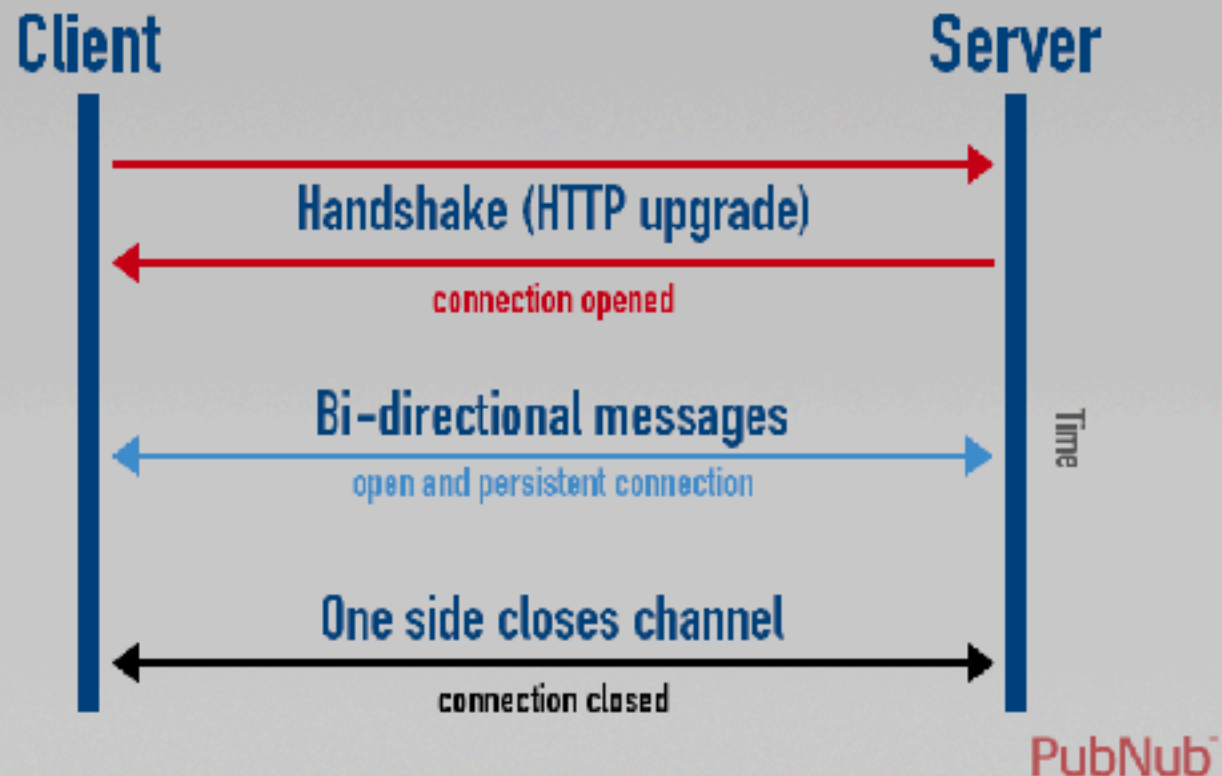 Client
Server
Handshake (HTTP upgrade)
connection opened
Bi-directional messages
open and persistent connection
Time
One side closes channel
connection closed
PubNub